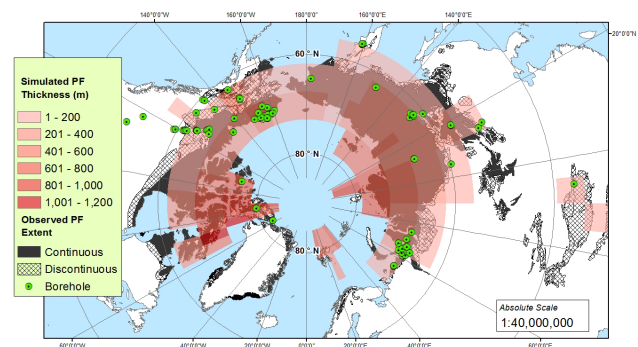 140°0'0"W
160°0'0"W
180°0'0"
160°0'0"E
140°0'0"E
20°0'0"N
60° N
Simulated PF
Thickness (m)
1 - 200
201 - 400
401 - 600
601 - 800
801 - 1,000
1,001 - 1,200
Observed PF
Extent
Continuous
Discontinuous
Borehole
80° N
80° N
Absolute Scale
1:40,000,000
60°0'0"W
40°0'0"W
20°0'0"W
0°0'0"
20°0'0"E
40°0'0"E
60°0'0"E